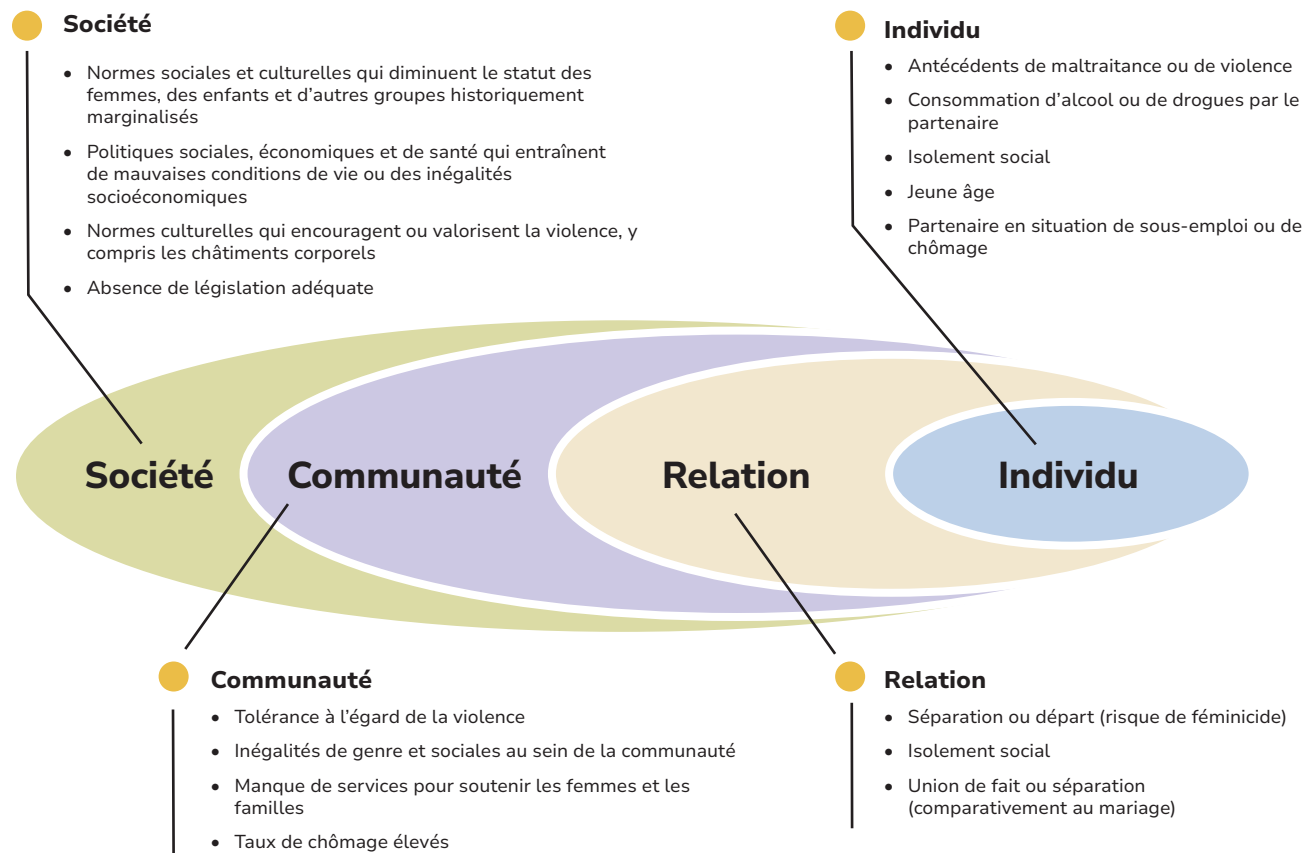 Société
• Normes sociales et culturelles qui diminuent le statut des
femmes, des enfants et d'autres groupes historiquement
marginalisés
• Politiques sociales, économiques et de santé qui entraînent
de mauvaises conditions de vie ou des inégalités
socioéconomiques
• Normes culturelles qui encouragent ou valorisent la violence, y
compris les châtiments corporels
• Absence de législation adéquate
Individu
• Antécédents de maltraitance ou de violence
• Consommation d'alcool ou de drogues par le
partenaire
• Isolement social
• Jeune âge
• Partenaire en situation de sous-emploi ou de
chômage
Société
Communauté
Relation
Individu
Communauté
• Tolérance à l'égard de la violence
• Inégalités de genre et sociales au sein de la communauté
• Manque de services pour soutenir les femmes et les
familles
• Taux de chômage élevés
Relation
• Séparation ou départ (risque de féminicide)
• Isolement social
• Union de fait ou séparation
(comparativement au mariage)